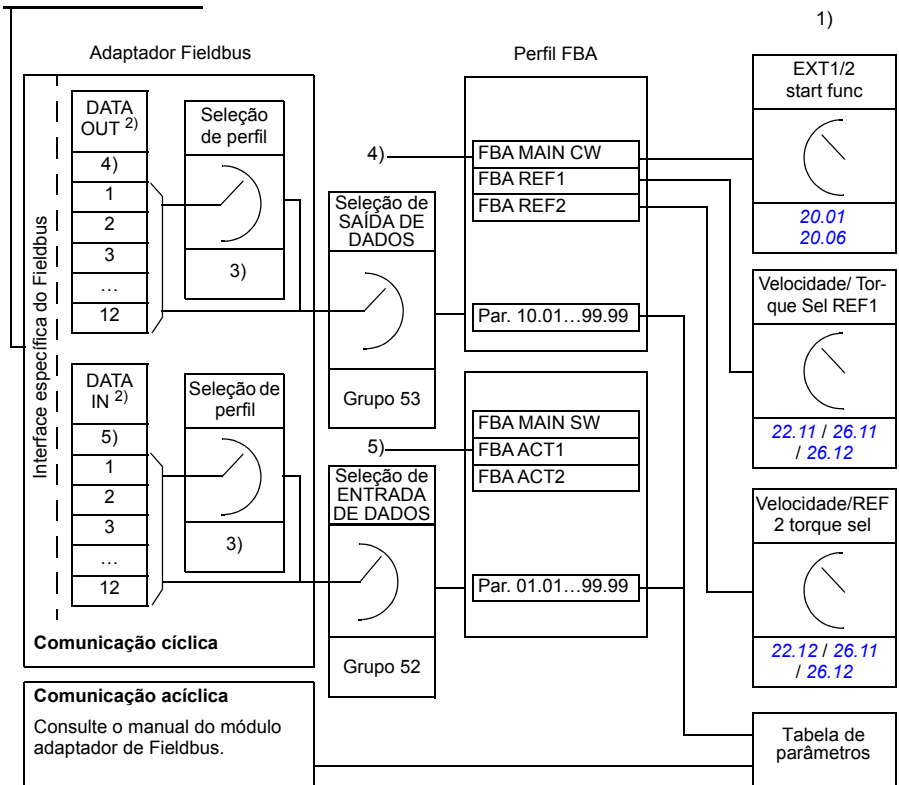 1)
Adaptador Fieldbus
Perfil FBA
Interface específica do Fieldbus
DATA
OUT 2)
4)
1
2
3
…
12
Seleção
de perfil
3)
DATA
IN 2)
5)
1
2
3
…
12
Seleção de
perfil
3)
Comunicação cíclica
Seleção de
SAÍDA DE
DADOS
Grupo 53
Seleção de
ENTRADA
DE DADOS
Grupo 52
4)
FBA MAIN CW
FBA REF1
FBA REF2
Par. 10.01…99.99
5)
FBA MAIN SW
FBA ACT1
FBA ACT2
Par. 01.01…99.99
EXT1/2
start func
20.01
20.06
Velocidade/ Tor-
que Sel REF1
22.11 / 26.11
/ 26.12
Velocidade/REF
2 torque sel
22.12 / 26.11
/ 26.12
Comunicação acíclica
Consulte o manual do módulo
adaptador de Fieldbus.
Tabela de
parâmetros